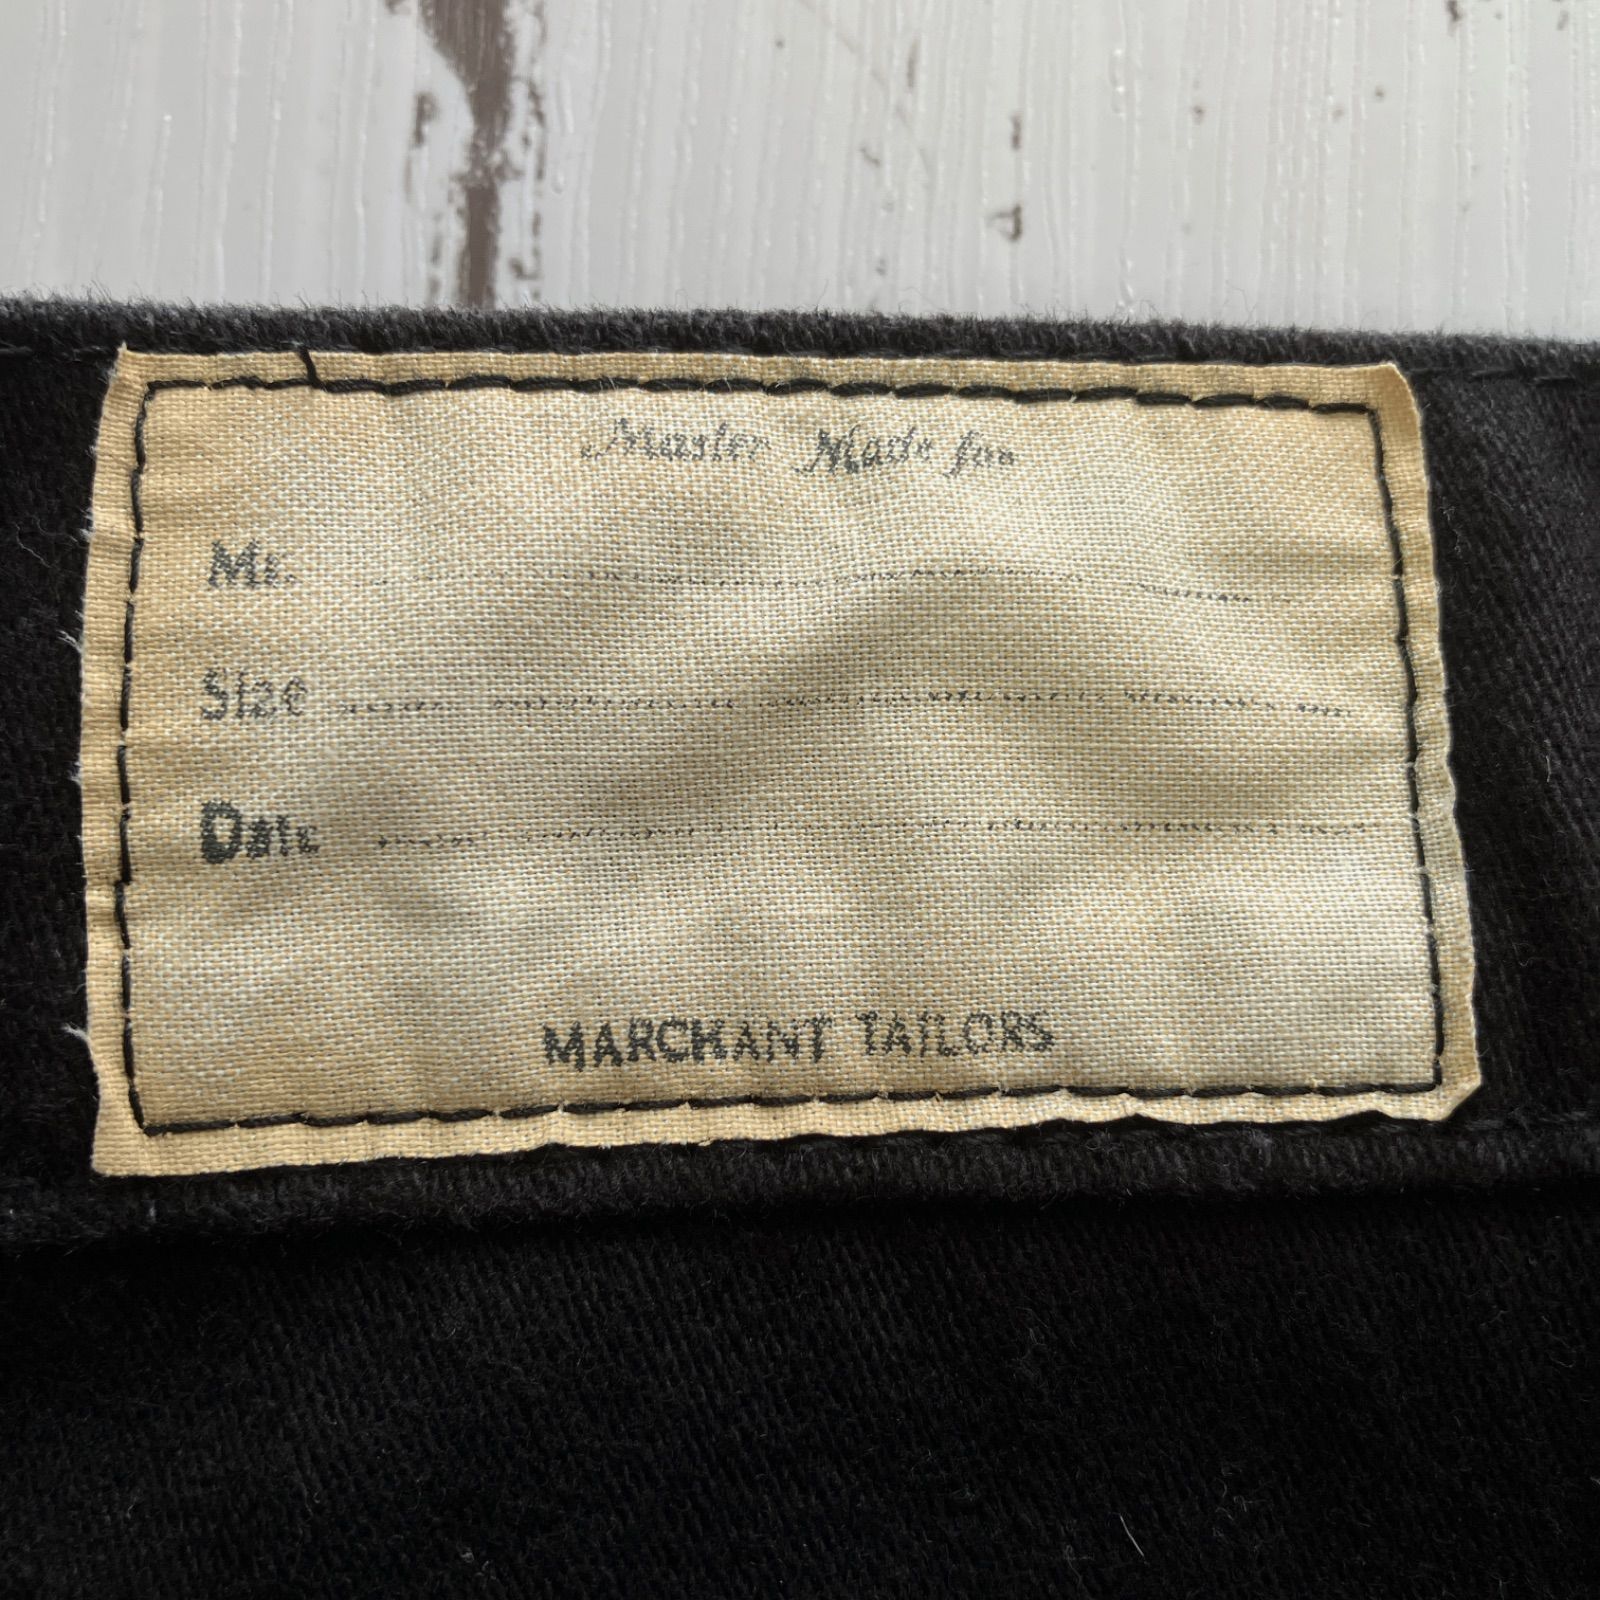 Master Made for
Mr.
Size
Date
MARCHANT TAILORS